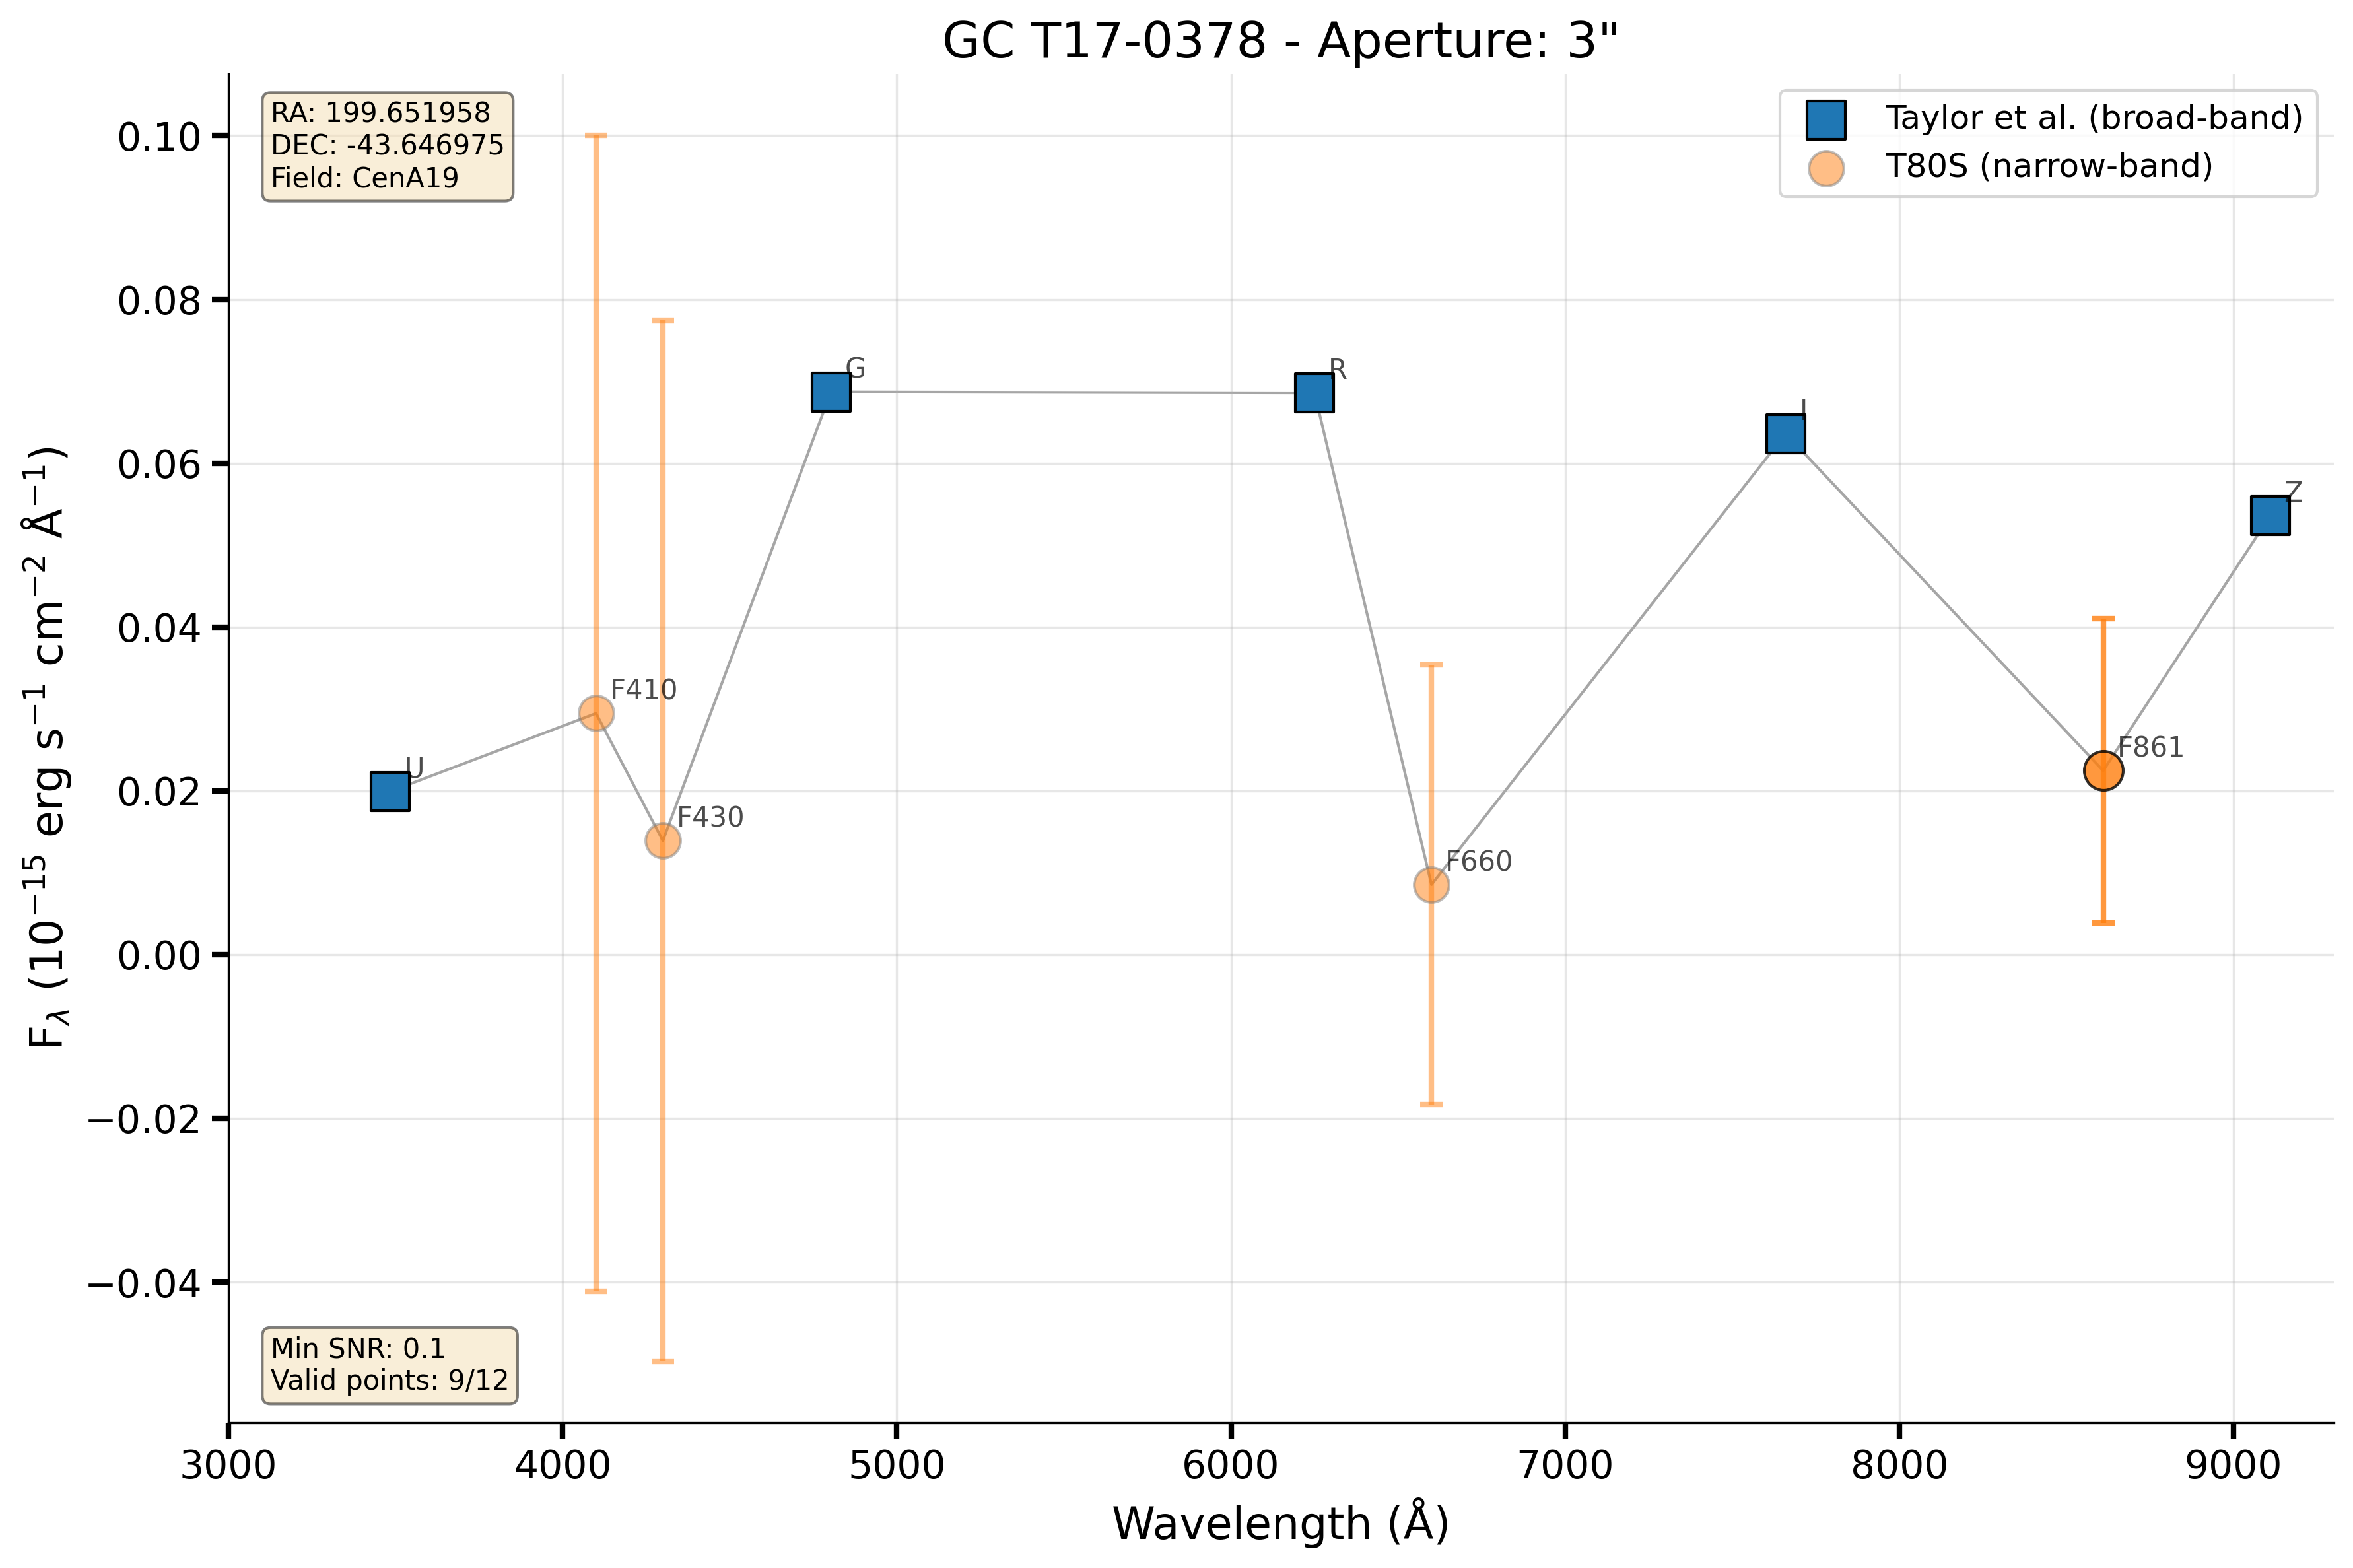 GC T17-0378 - Aperture: 3"
RA: 199.651958
DEC: -43.646975
Field: CenA19
Taylor et al. (broad-band)
T80S (narrow-band)
0.10
0.08
0.06
0.04
0.02
0.00
−0.02
−0.04
F𝜆 (10⁻¹⁵ erg s⁻¹ cm⁻² Å⁻¹)
U
F410
F430
G
R
F660
I
F861
Z
Min SNR: 0.1
Valid points: 9/12
3000
4000
5000
6000
7000
8000
9000
Wavelength (Å)